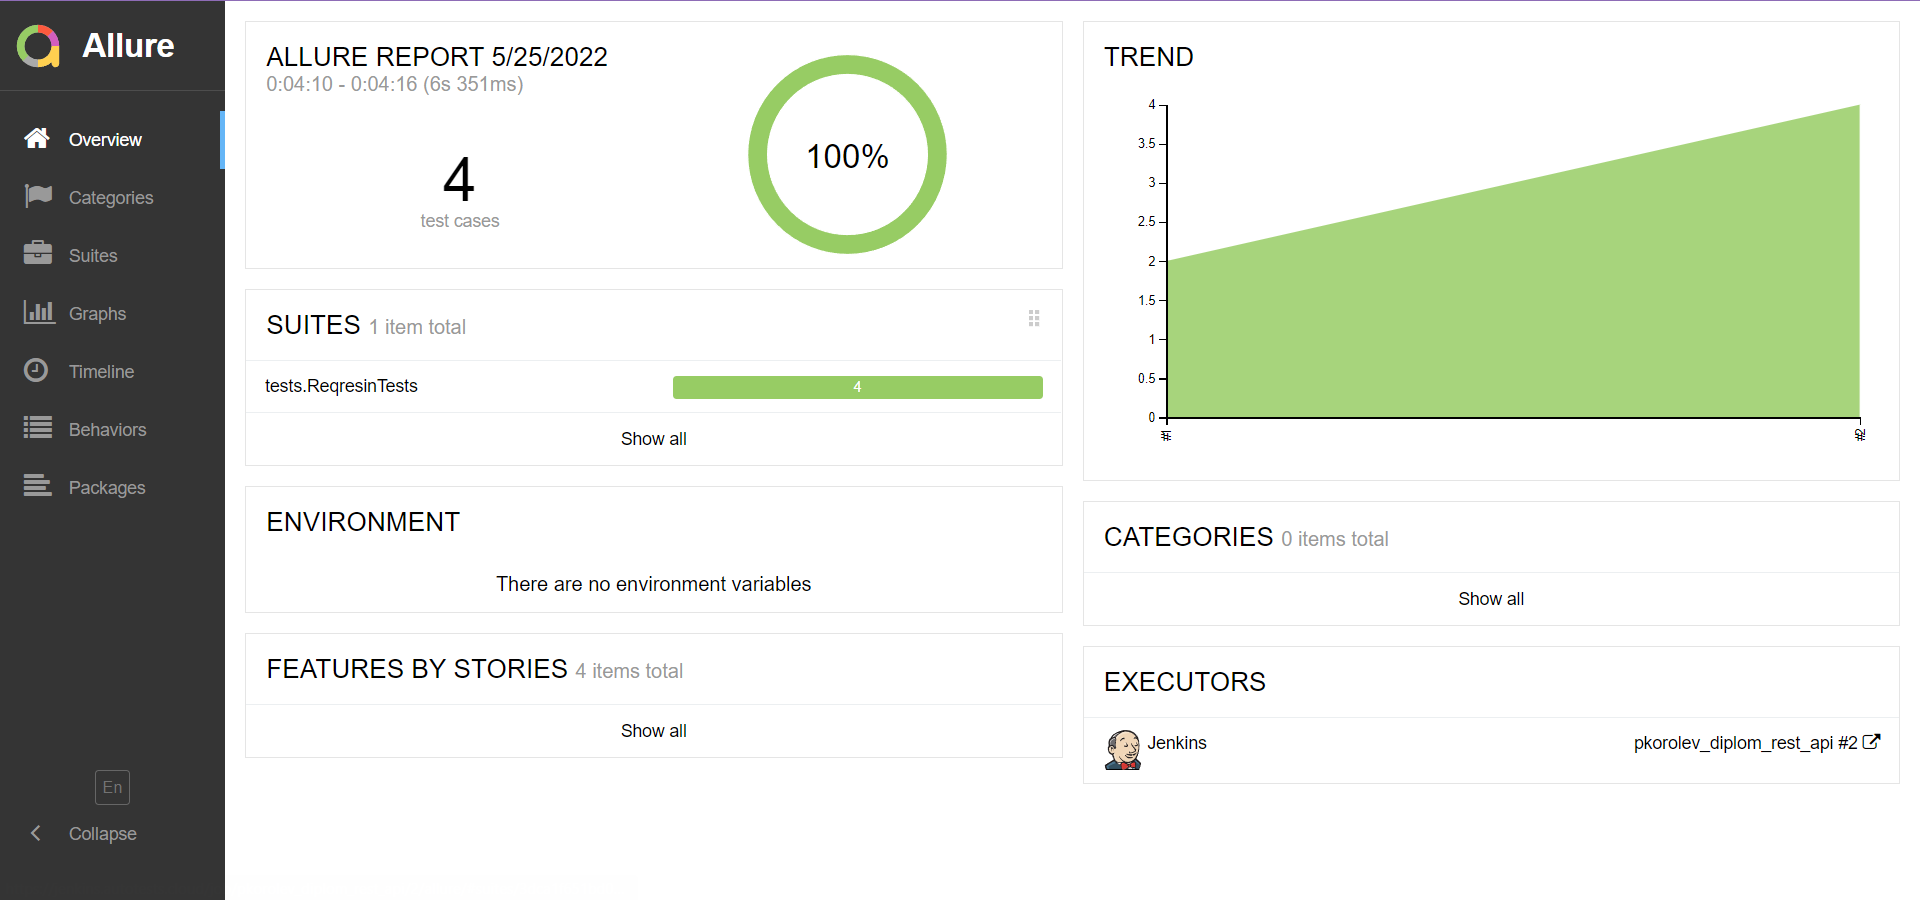 Allure
Overview
Categories
Suites
Graphs
Timeline
Behaviors
Packages
En
Collapse
ALLURE REPORT 5/25/2022
0:04:10 - 0:04:16 (6s 351ms)
4
test cases
100%
SUITES 1 item total
tests.ReqresinTests 4
Show all
ENVIRONMENT
There are no environment variables
FEATURES BY STORIES 4 items total
Show all
TREND
4
3.5
3
2.5
2
1.5
1
0.5
0
#1 #2
CATEGORIES 0 items total
Show all
EXECUTORS
Jenkins pkorolev_diplom_rest_api #2